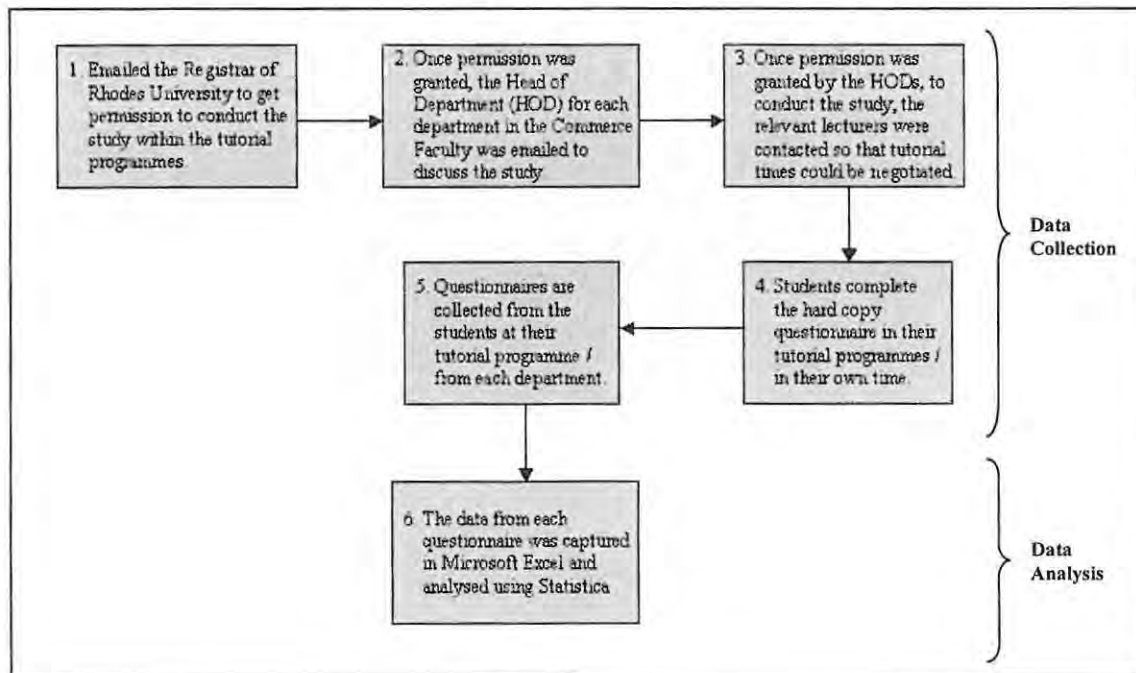 1. Emailed the Registrar of
Rhodes University to get
permission to conduct the
study within the tutorial
programmes
2. Once permission was
granted, the Head of
Department (HOD) for each
department in the Commerce
Faculty was emailed to
discuss the study
3. Once permission was
granted by the HODs, to
conduct the study, the
relevant lecturers were
contacted so that tutorial
times could be negotiated.
4. Students complete
the hard copy
questionnaire in their
tutorial programmes /
in their own time.
5. Questionnaires are
collected from the
students at their
tutorial programme /
from each department.
Data
Collection
6. The data from each
questionnaire was captured
in Microsoft Excel and
analysed using Statistica
Data
Analysis